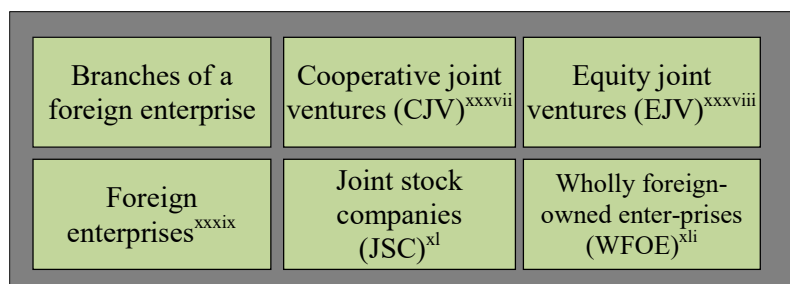 Branches of a
foreign enterprise
Cooperative joint
ventures (CJV)xxxvii
Equity joint
ventures (EJV)xxxviii
Foreign
enterprisesxxxix
Joint stock
companies
(JSC)xl
Wholly foreign-
owned enter-prises
(WFOE)xli